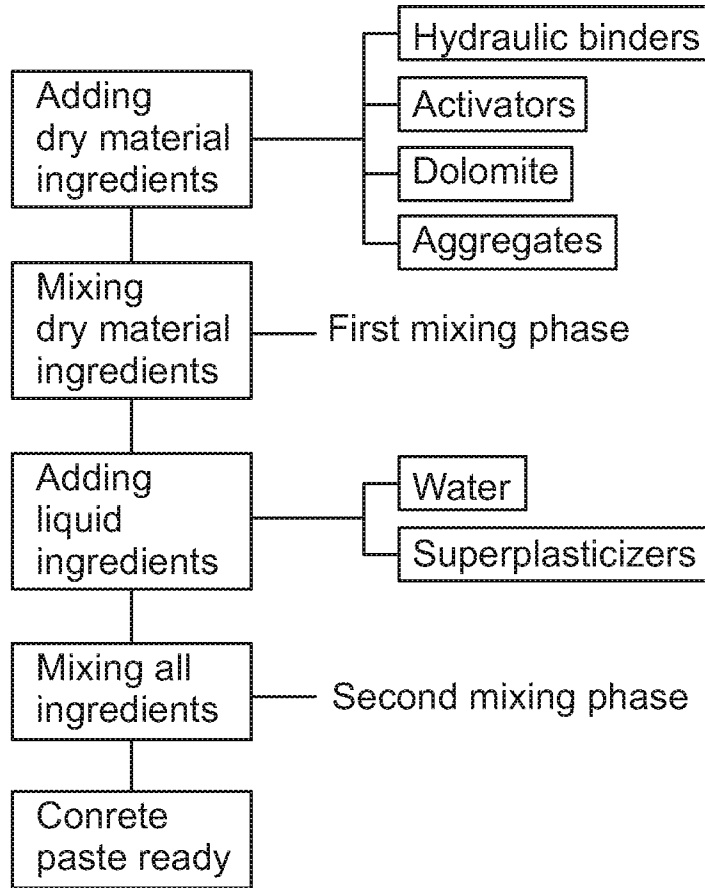 Adding
dry material
ingredients
Hydraulic binders
Activators
Dolomite
Aggregates
Mixing
dry material
ingredients
First mixing phase
Adding
liquid
ingredients
Water
Superplasticizers
Mixing all
ingredients
Second mixing phase
Conrete
paste ready